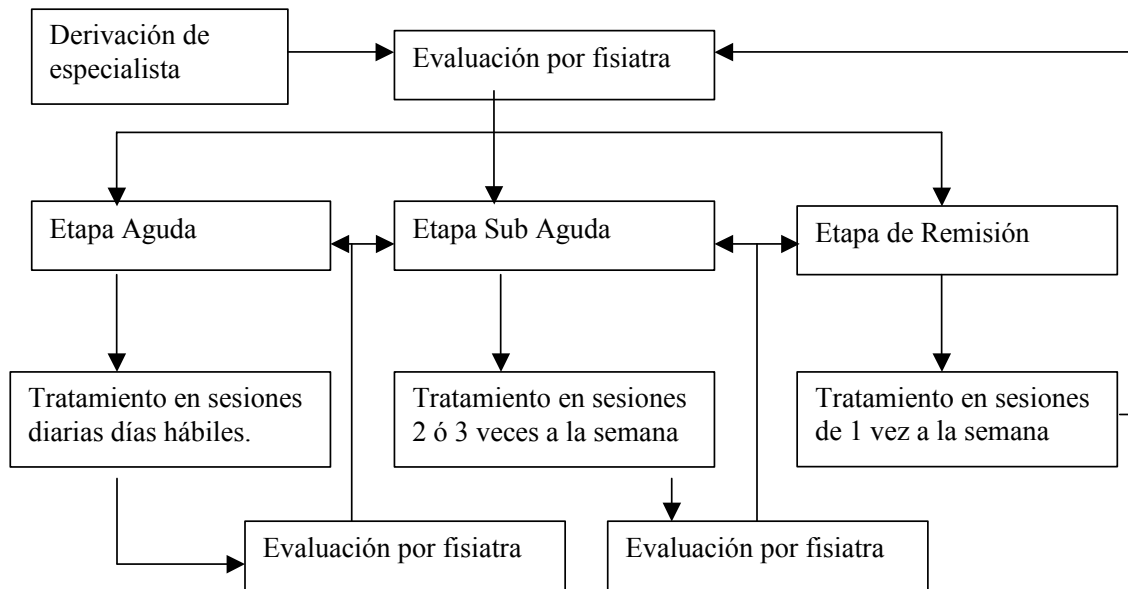 Derivación de
especialista
Evaluación por fisiatra
Etapa Aguda
Etapa Sub Aguda
Etapa de Remisión
Tratamiento en sesiones
diarias días hábiles.
Tratamiento en sesiones
2 ó 3 veces a la semana
Tratamiento en sesiones
de 1 vez a la semana
Evaluación por fisiatra
Evaluación por fisiatra